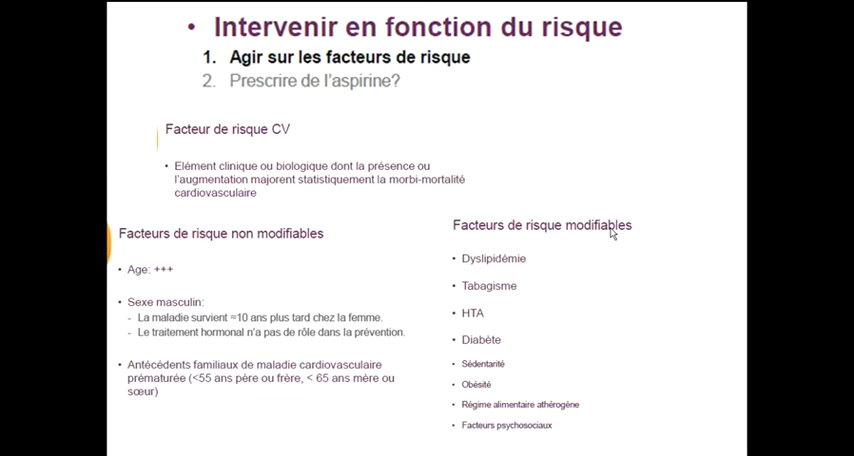 • Intervenir en fonction du risque
1. Agir sur les facteurs de risque
2. Prescrire de l'aspirine?
Facteur de risque CV
• Elément clinique ou biologique dont la présence ou
l'augmentation majorent statistiquement la morbi-mortalité
cardiovasculaire
Facteurs de risque non modifiables
• Age: +++
• Sexe masculin:
- La maladie survient ≈10 ans plus tard chez la femme.
- Le traitement hormonal n'a pas de rôle dans la prévention.
• Antécédents familiaux de maladie cardiovasculaire
prématurée (<55 ans père ou frère, < 65 ans mère ou
sœur)
Facteurs de risque modifiables
• Dyslipidémie
• Tabagisme
• HTA
• Diabète
• Sédentarité
• Obésité
• Régime alimentaire athérogène
• Facteurs psychosociaux